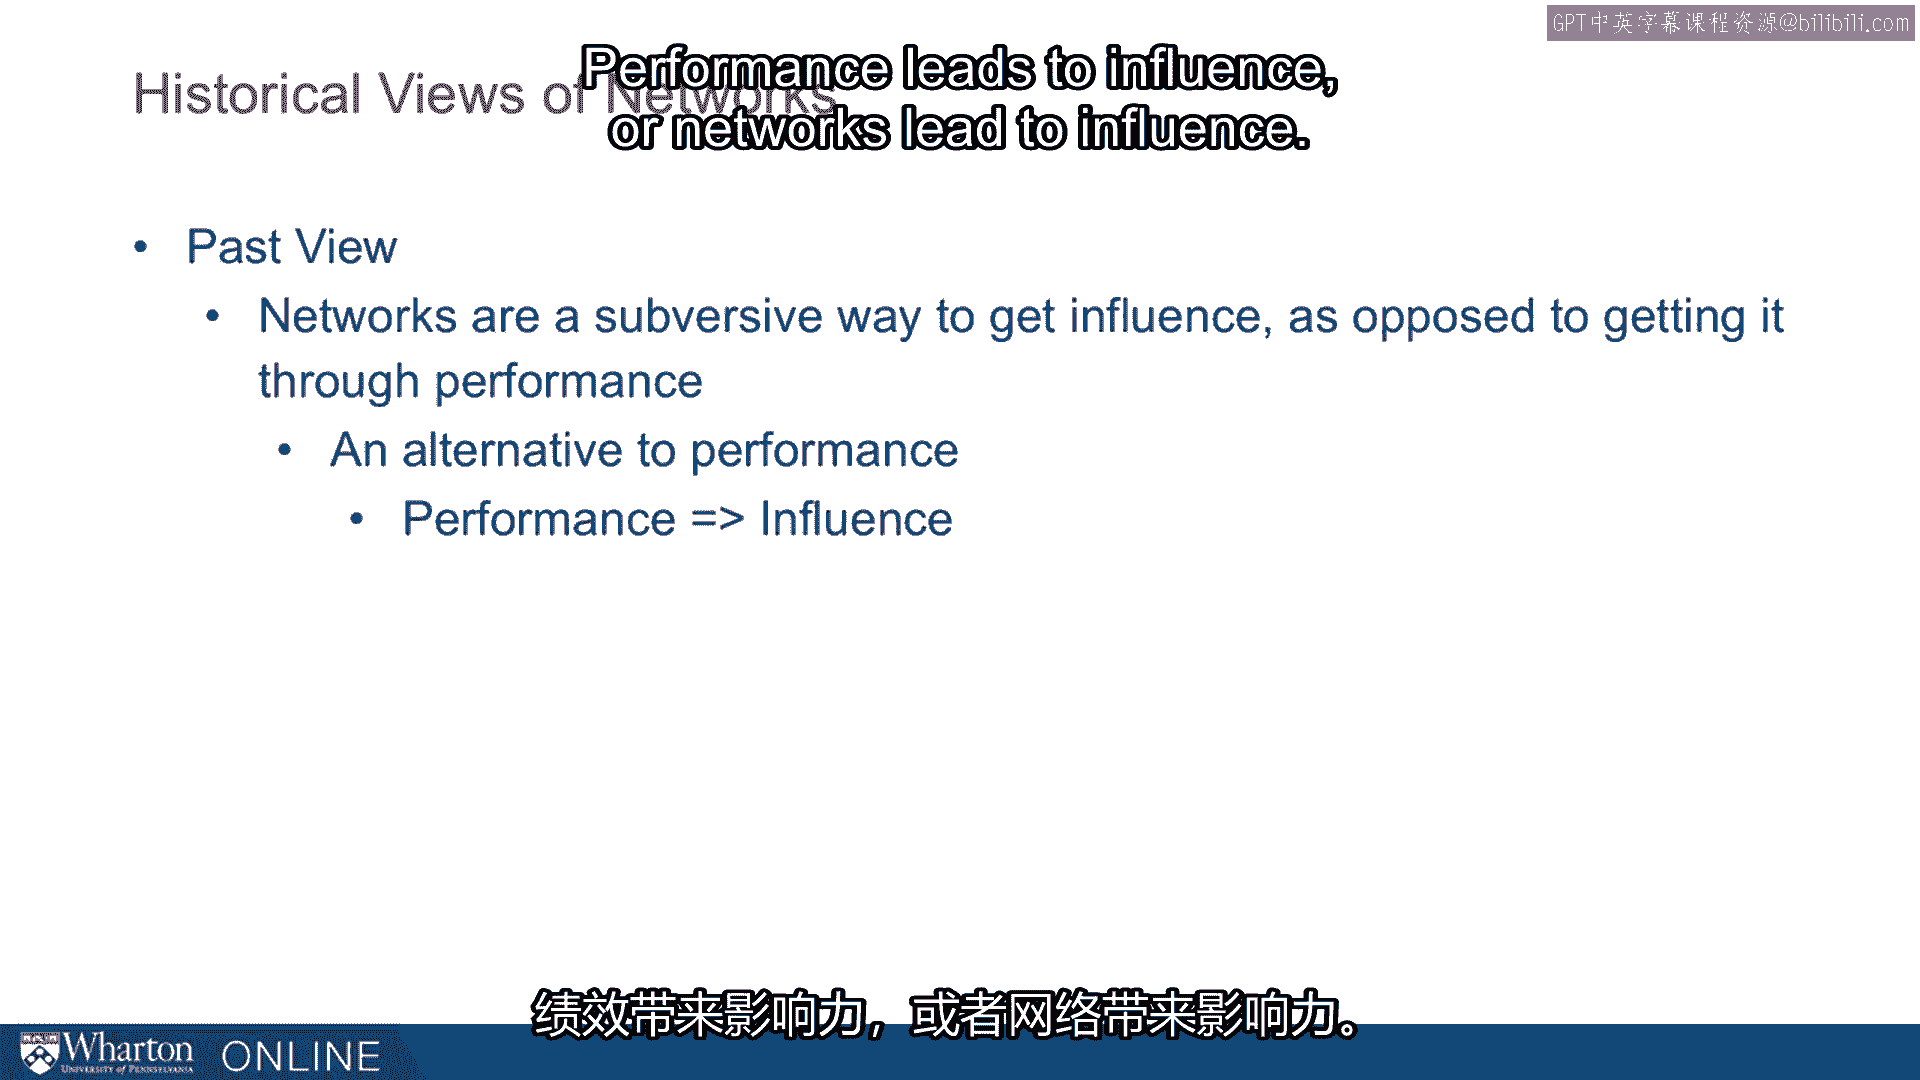 GPT中英字幕课程资源@bilibili.com
Performance leads to influence,
or networks lead to influence.
Historical Views of Networks
• Past View
• Networks are a subversive way to get influence, as opposed to getting it
through performance
• An alternative to performance
• Performance => Influence
绩效带来影响力，或者网络带来影响力。
Wharton ONLINE
UNIVERSITY of PENNSYLVANIA